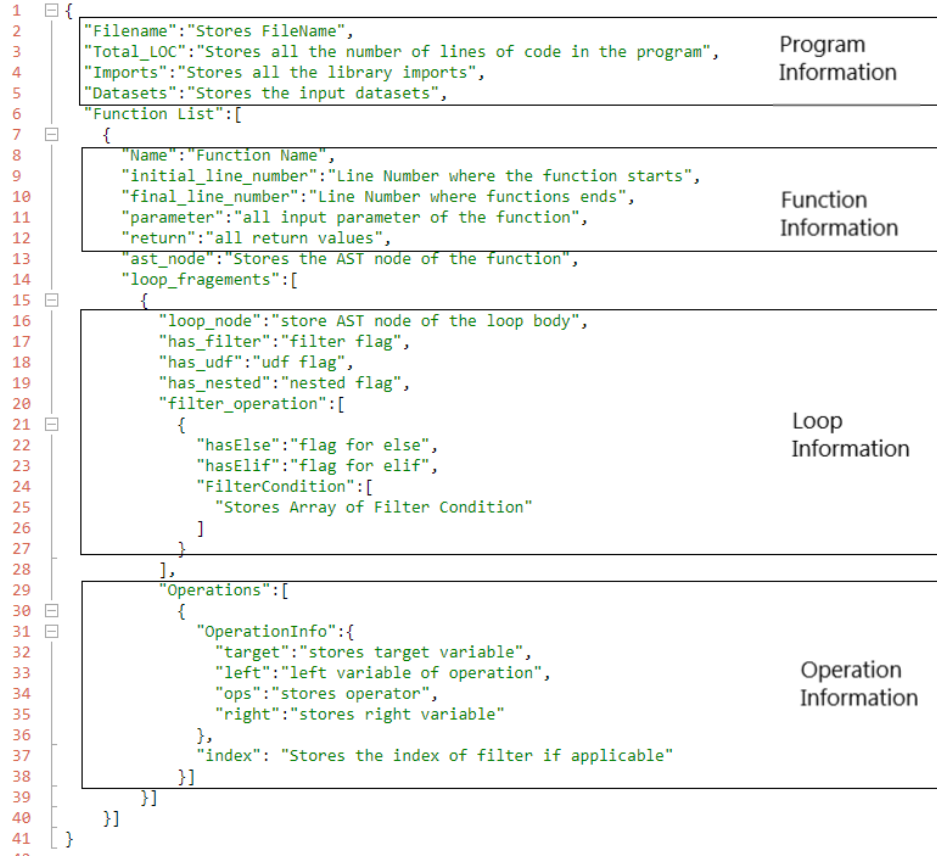 1 {
2 "Filename":"Stores FileName",
3 "Total_LOC":"Stores all the number of lines of code in the program",
4 "Imports":"Stores all the library imports",
5 "Datasets":"Stores the input datasets",
Program
Information
6 "Function List":[
7 {
8 "Name":"Function Name",
9 "initial_line_number":"Line Number where the function starts",
10 "final_line_number":"Line Number where functions ends",
11 "parameter":"all input parameter of the function",
12 "return":"all return values",
Function
Information
13 "ast_node":"Stores the AST node of the function",
14 "loop_fragements":[
15 {
16 "loop_node":"store AST node of the loop body",
17 "has_filter":"filter flag",
18 "has_udf":"udf flag",
19 "has_nested":"nested flag",
20 "filter_operation":[
21 {
22 "hasElse":"flag for else",
23 "hasElif":"flag for elif",
24 "FilterCondition":[
25 "Stores Array of Filter Condition"
26 ]
27 }
Loop
Information
28 ],
29 "Operations":[
30 {
31 "OperationInfo":{
32 "target":"stores target variable",
33 "left":"left variable of operation",
34 "ops":"stores operator",
35 "right":"stores right variable"
36 },
37 "index": "Stores the index of filter if applicable"
38 }]
Operation
Information
39 }]
40 }]
41 }